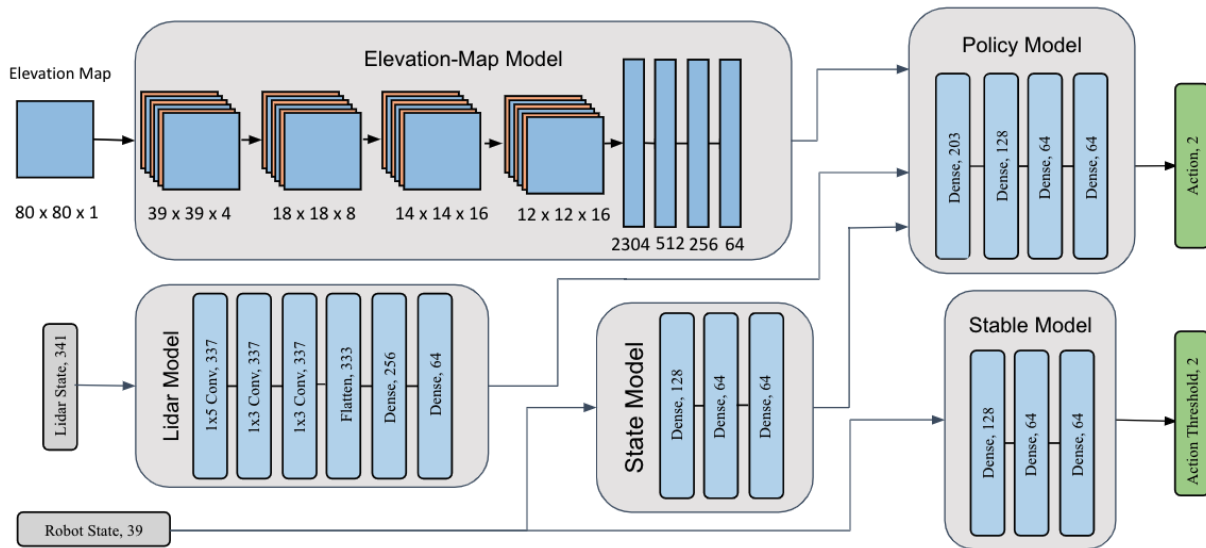 Elevation Map
80 x 80 x 1
Elevation-Map Model
39 x 39 x 4
18 x 18 x 8
14 x 14 x 16
12 x 12 x 16
2304
512
256
64
Policy Model
Dense, 203
Dense, 128
Dense, 64
Dense, 64
Action, 2
Lidar State, 341
Lidar Model
1x5 Conv, 337
1x3 Conv, 337
1x3 Conv, 337
Flatten, 333
Dense, 256
Dense, 64
State Model
Dense, 128
Dense, 64
Dense, 64
Stable Model
Dense, 128
Dense, 64
Dense, 64
Action Threshold, 2
Robot State, 39